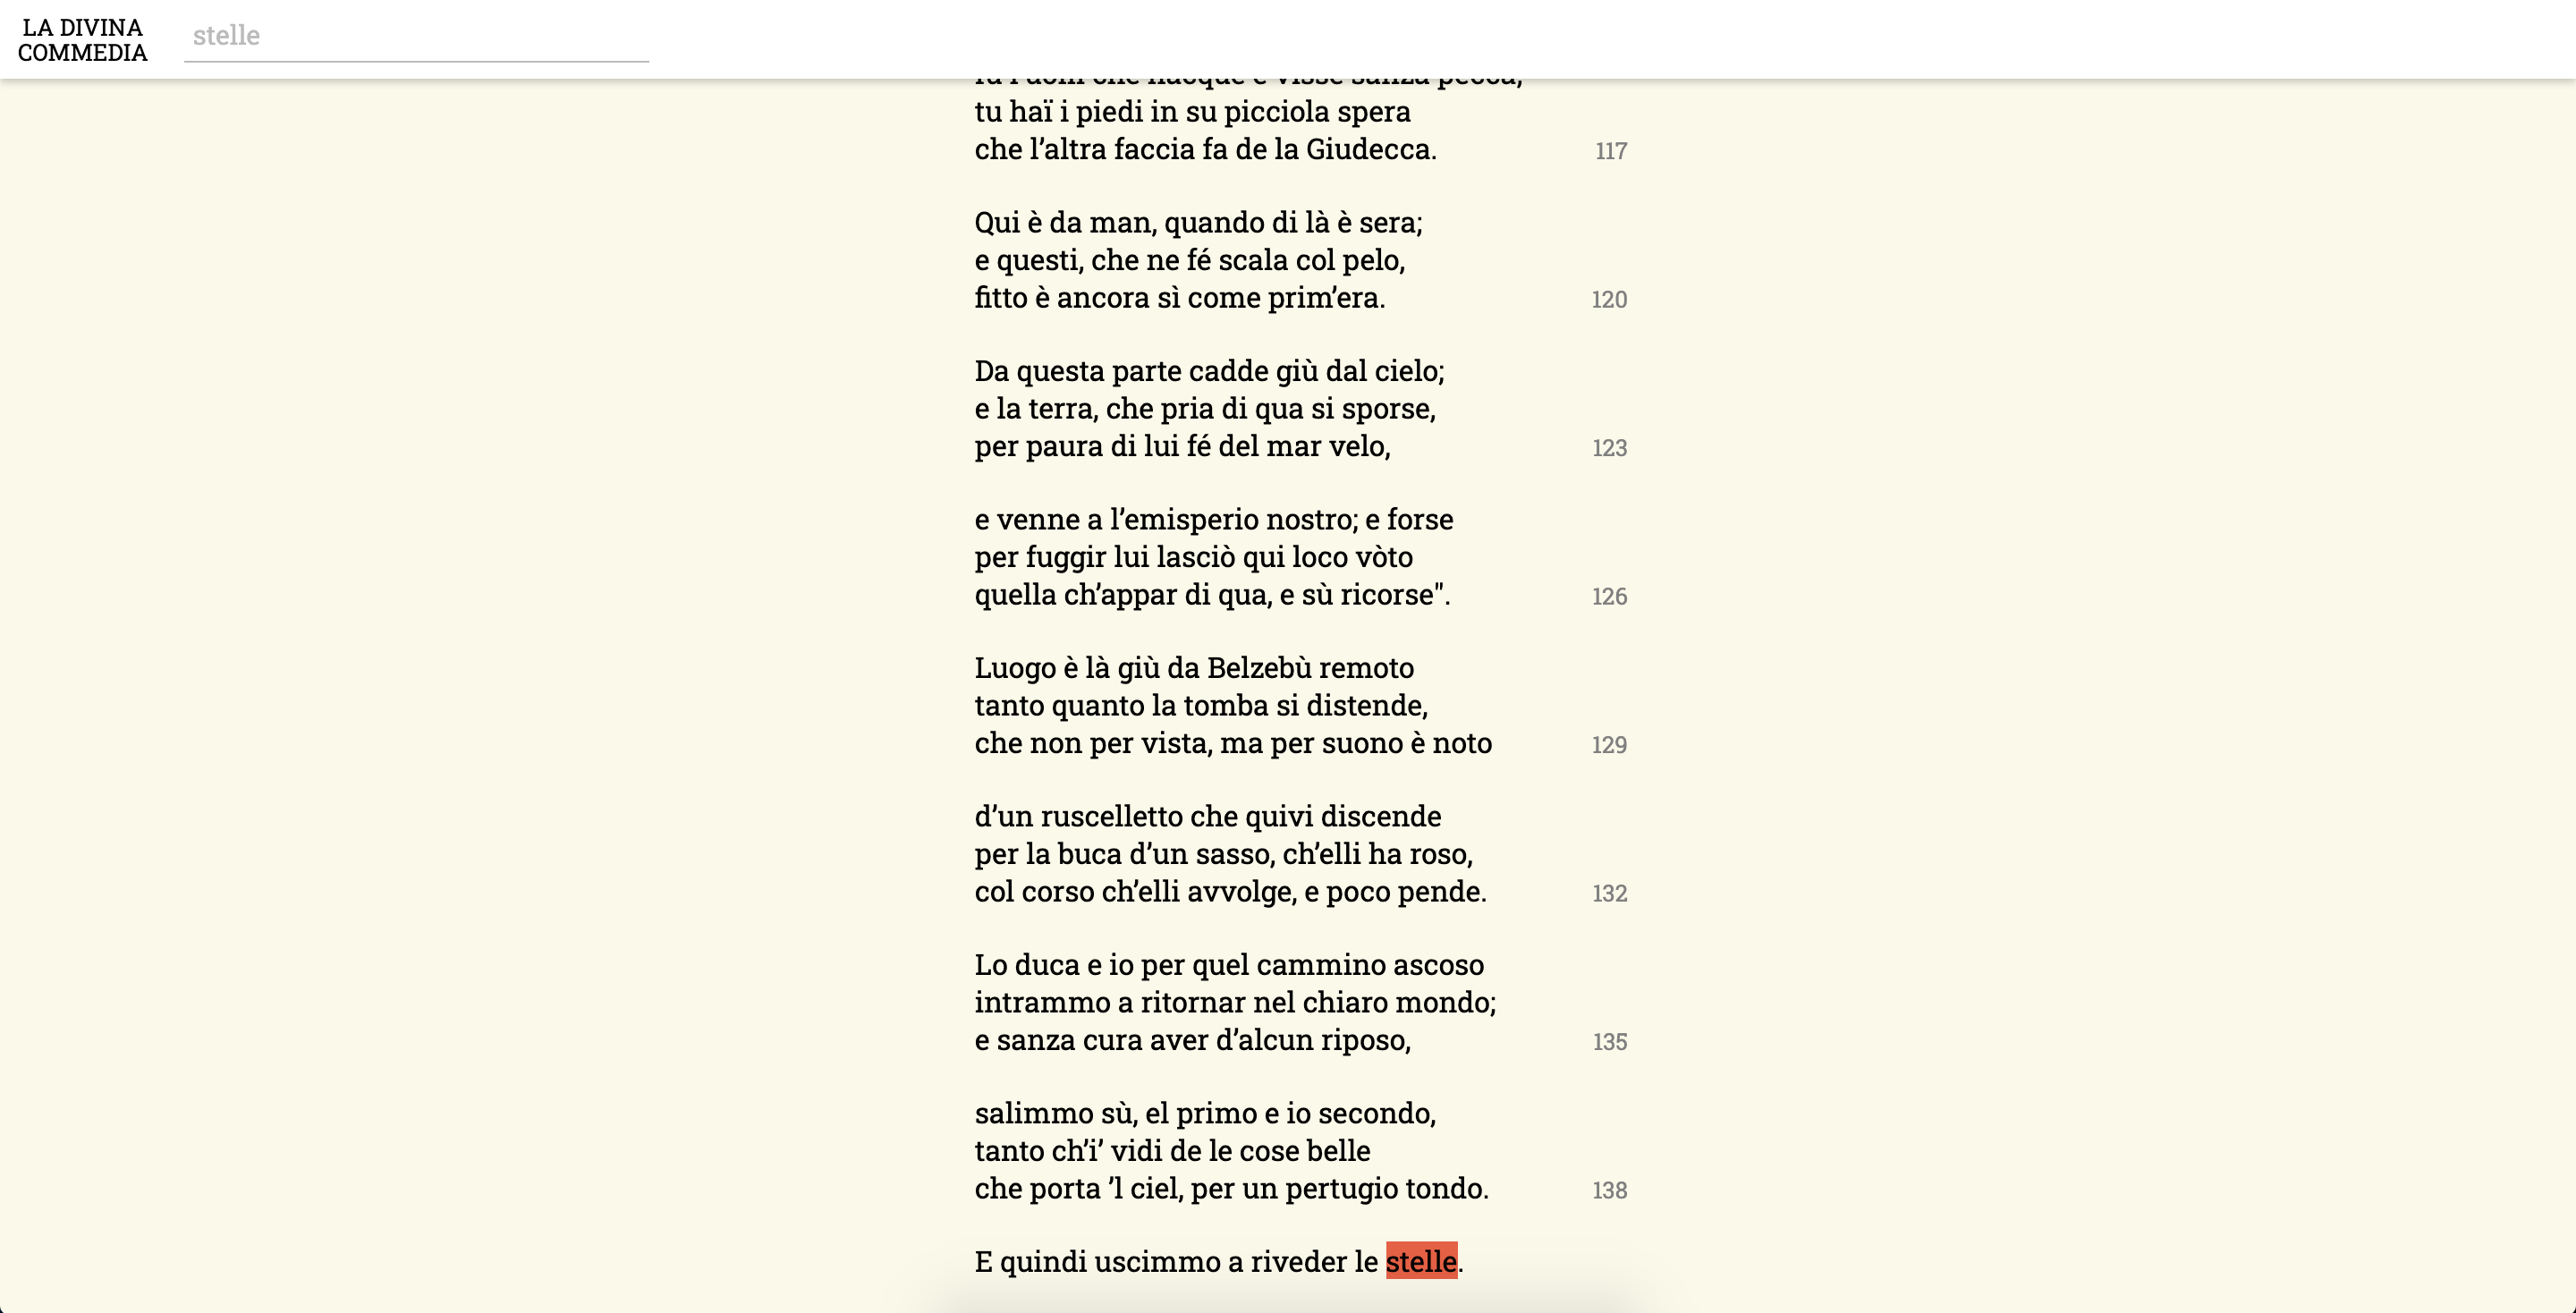 LA DIVINA
COMMEDIA
stelle
tu haï i piedi in su picciola spera
che l’altra faccia fa de la Giudecca. 117
Qui è da man, quando di là è sera;
e questi, che ne fé scala col pelo,
fitto è ancora sì come prim’era. 120
Da questa parte cadde giù dal cielo;
e la terra, che pria di qua si sporse,
per paura di lui fé del mar velo, 123
e venne a l’emisperio nostro; e forse
per fuggir lui lasciò qui loco vòto
quella ch’appar di qua, e sù ricorse". 126
Luogo è là giù da Belzebù remoto
tanto quanto la tomba si distende,
che non per vista, ma per suono è noto 129
d’un ruscelletto che quivi discende
per la buca d’un sasso, ch’elli ha roso,
col corso ch’elli avvolge, e poco pende. 132
Lo duca e io per quel cammino ascoso
intrammo a ritornar nel chiaro mondo;
e sanza cura aver d’alcun riposo, 135
salimmo sù, el primo e io secondo,
tanto ch’i’ vidi de le cose belle
che porta ’l ciel, per un pertugio tondo. 138
E quindi uscimmo a riveder le stelle.